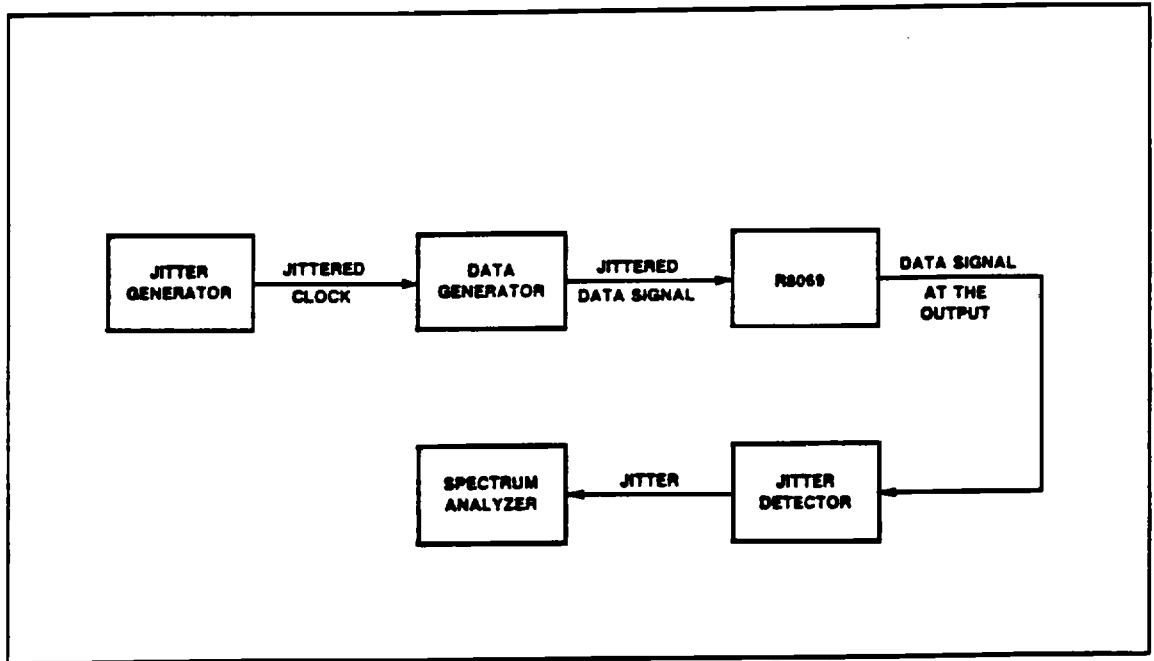 JITTER
GENERATOR
JITTERED
CLOCK
DATA
GENERATOR
JITTERED
DATA SIGNAL
R8069
DATA SIGNAL
AT THE
OUTPUT
SPECTRUM
ANALYZER
JITTER
JITTER
DETECTOR